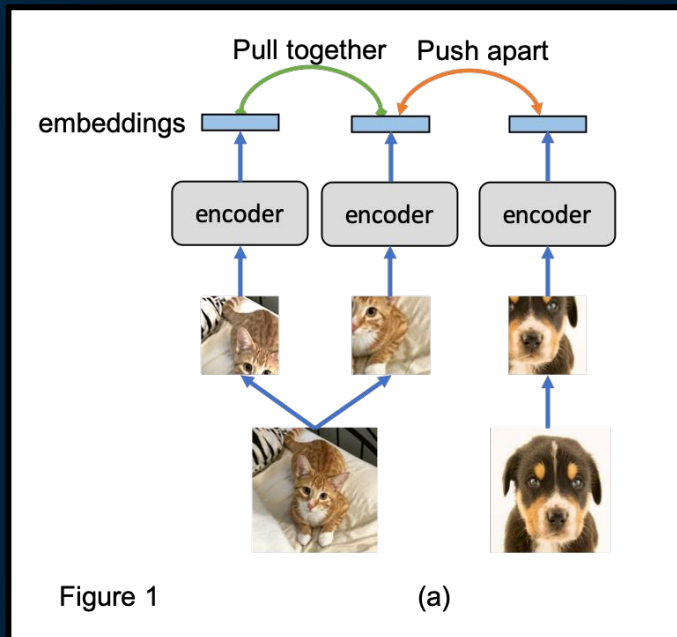 Pull together
Push apart
embeddings
encoder
encoder
encoder
Figure 1
(a)